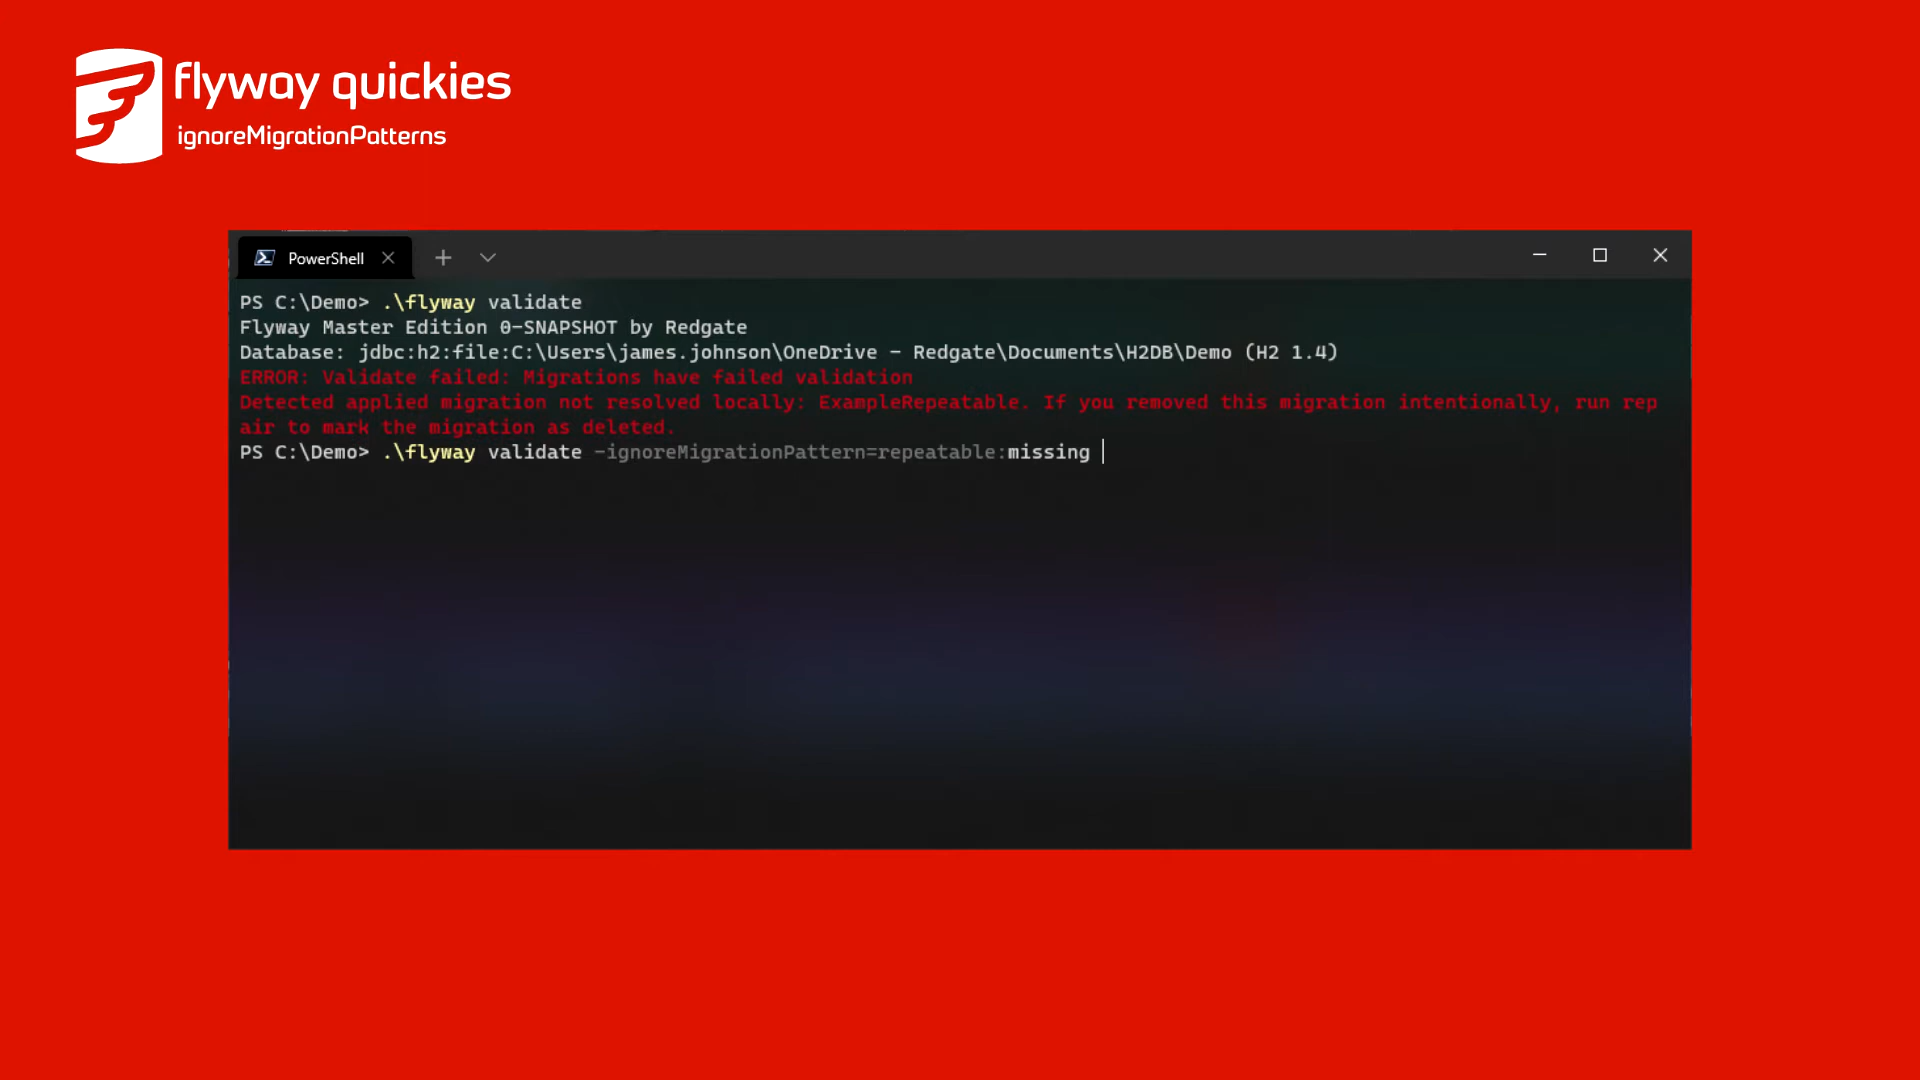 flyway quickies
ignoreMigrationPatterns
PowerShell
PS C:\Demo> .\flyway validate
Flyway Master Edition 0-SNAPSHOT by Redgate
Database: jdbc:h2:file:C:\Users\james.johnson\OneDrive - Redgate\Documents\H2DB\Demo (H2 1.4)
ERROR: Validate failed: Migrations have failed validation
Detected applied migration not resolved locally: ExampleRepeatable. If you removed this migration intentionally, run rep
air to mark the migration as deleted.
PS C:\Demo> .\flyway validate -ignoreMigrationPattern=repeatable:missing